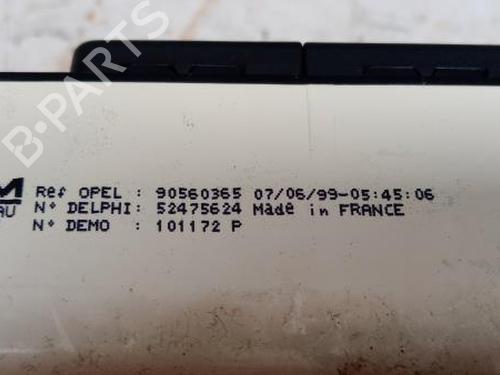 B-PARTS
Ref OPEL : 90560365 07/06/99-05:45:06
N° DELPHI: 52475624 Made in FRANCE
N° DEMO : 101172 P